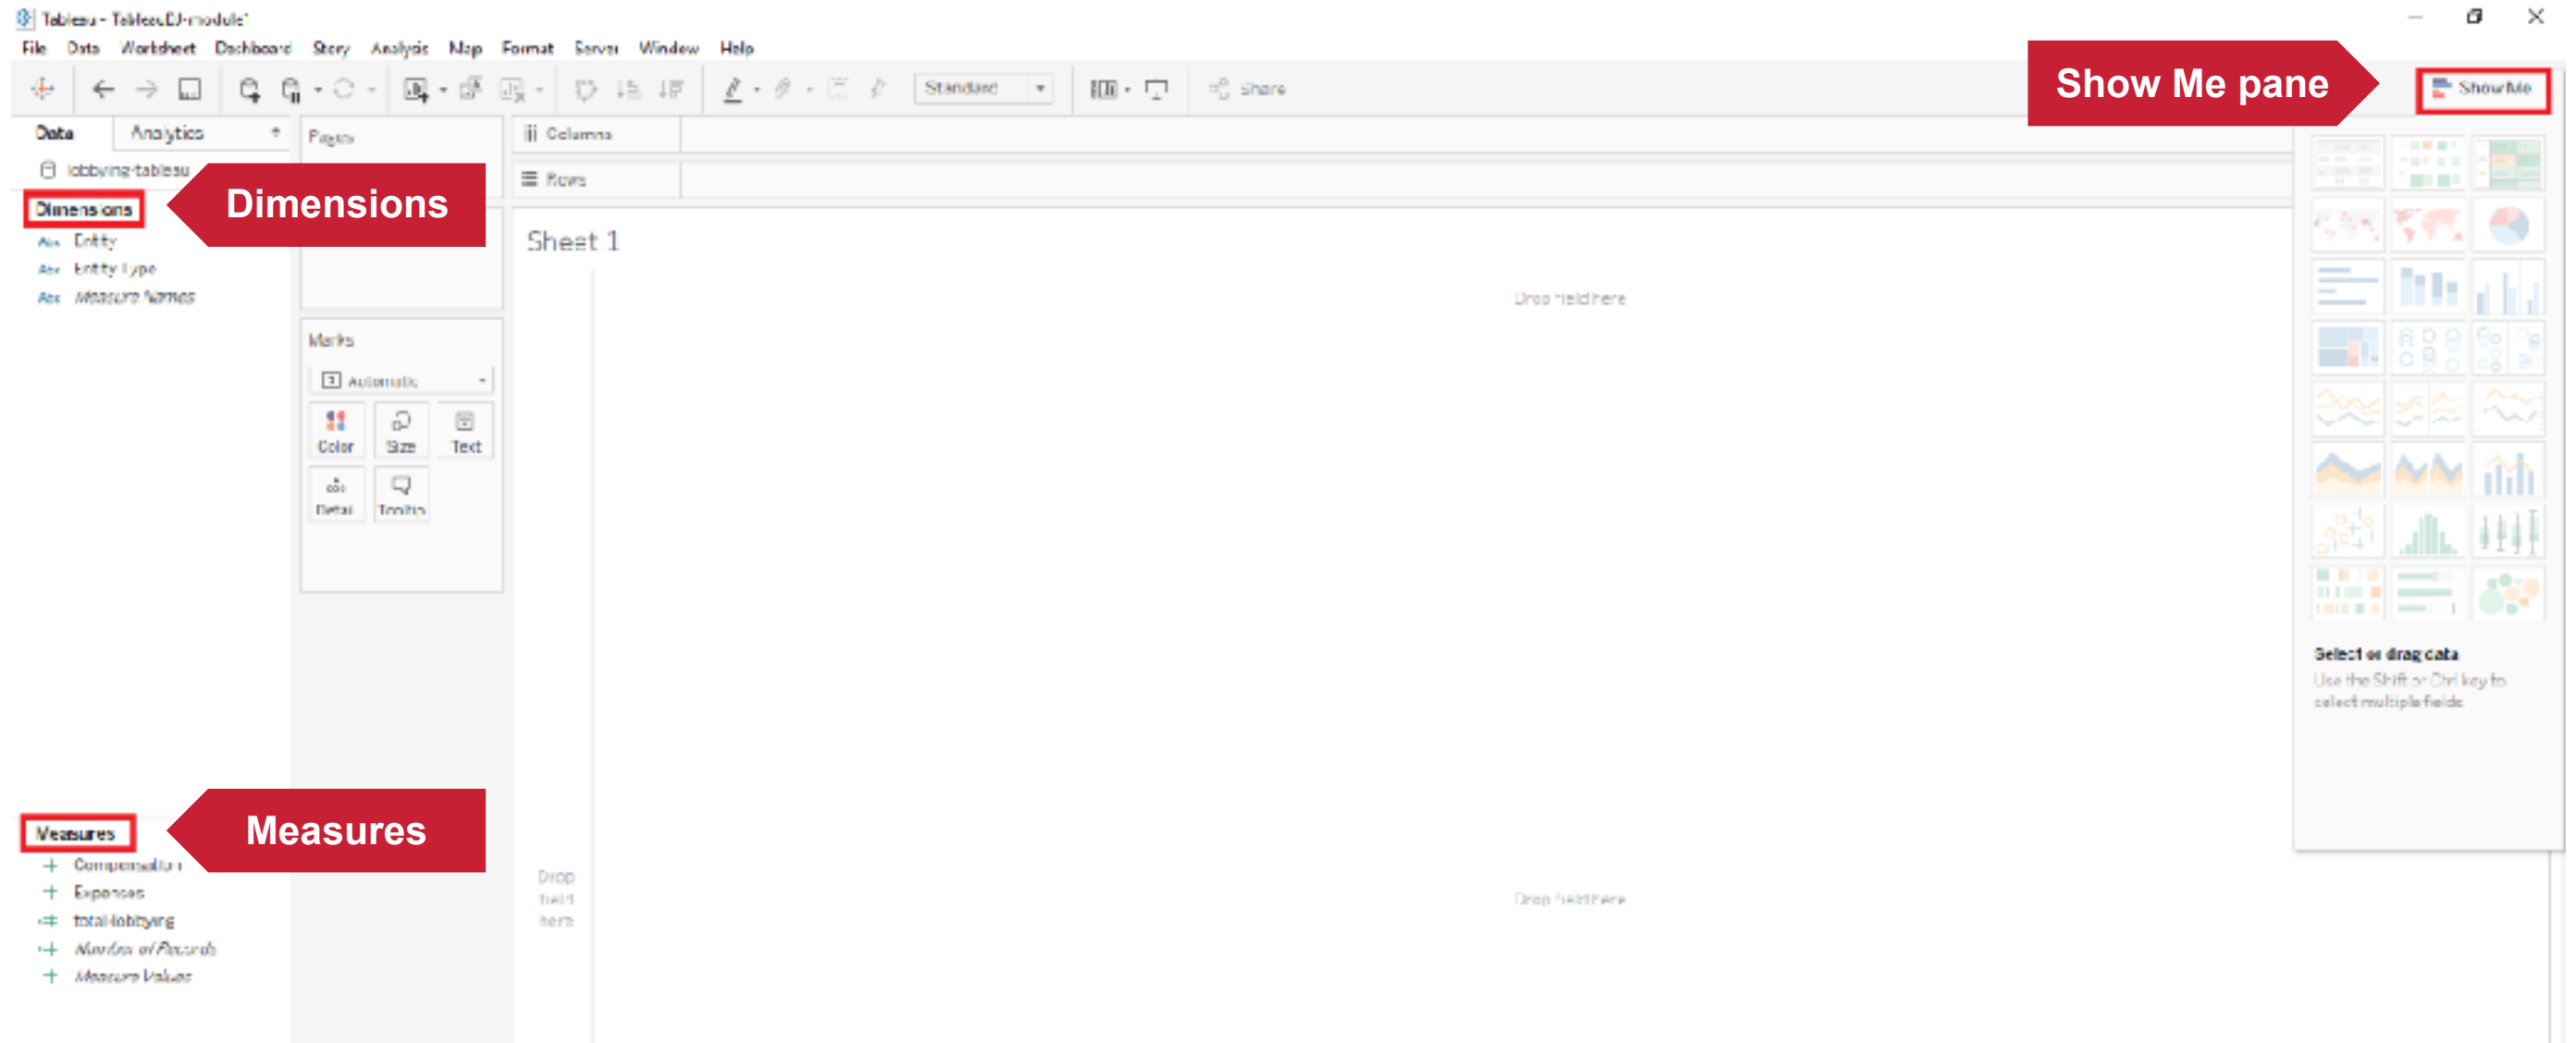 Tableau - TableauEJ-module*
File Data Worksheet Dashboard Story Analysis Map Format Server Window Help
Standard
Share
Show Me pane
Show Me
Data Analytics
Pages
Columns
lobbying-tableau
Rows
Dimensions
Dimensions
Entity
Abc Entity Type
Abc Measure Names
Sheet 1
Drop field here
Marks
Automatic
Color Size Text
Detail Tooltip
Select or drag data
Use the Shift or Ctrl key to
select multiple fields
Measures
Measures
Compensation
Expenses
total-lobbying
Number of Records
Measure Values
Drop
field
here
Drop field here